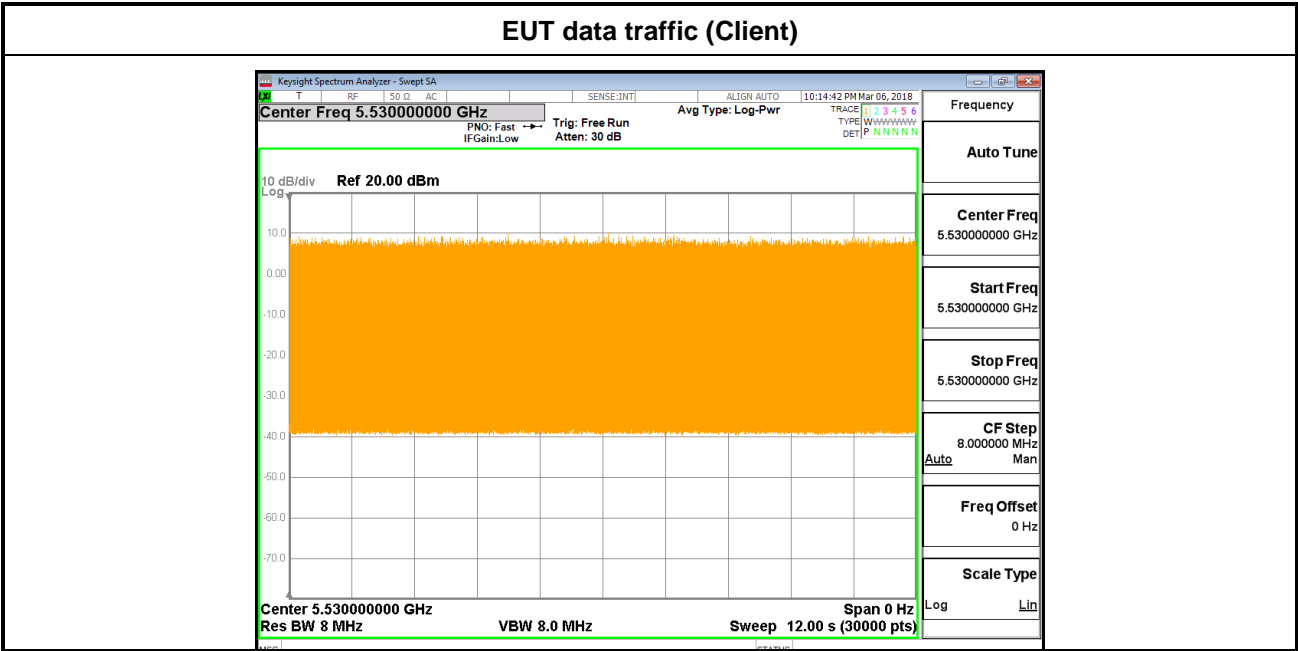 EUT data traffic (Client)
Keysight Spectrum Analyzer - Swept SA
LXI T RF 50 Ω AC SENSE:INT ALIGN AUTO 10:14:42 PM Mar 06, 2018
Center Freq 5.530000000 GHz
PNO: Fast
IFGain:Low
Trig: Free Run
Atten: 30 dB
Avg Type: Log-Pwr
TRACE 1 2 3 4 5 6
TYPE WWWWWW
DET P N N N N N
10 dB/div Ref 20.00 dBm
Log
10.0
0.00
-10.0
-20.0
-30.0
-40.0
-50.0
-60.0
-70.0
Center 5.530000000 GHz Span 0 Hz
Res BW 8 MHz VBW 8.0 MHz Sweep 12.00 s (30000 pts)
Frequency
Auto Tune
Center Freq
5.530000000 GHz
Start Freq
5.530000000 GHz
Stop Freq
5.530000000 GHz
CF Step
8.000000 MHz
Auto Man
Freq Offset
0 Hz
Scale Type
Log Lin